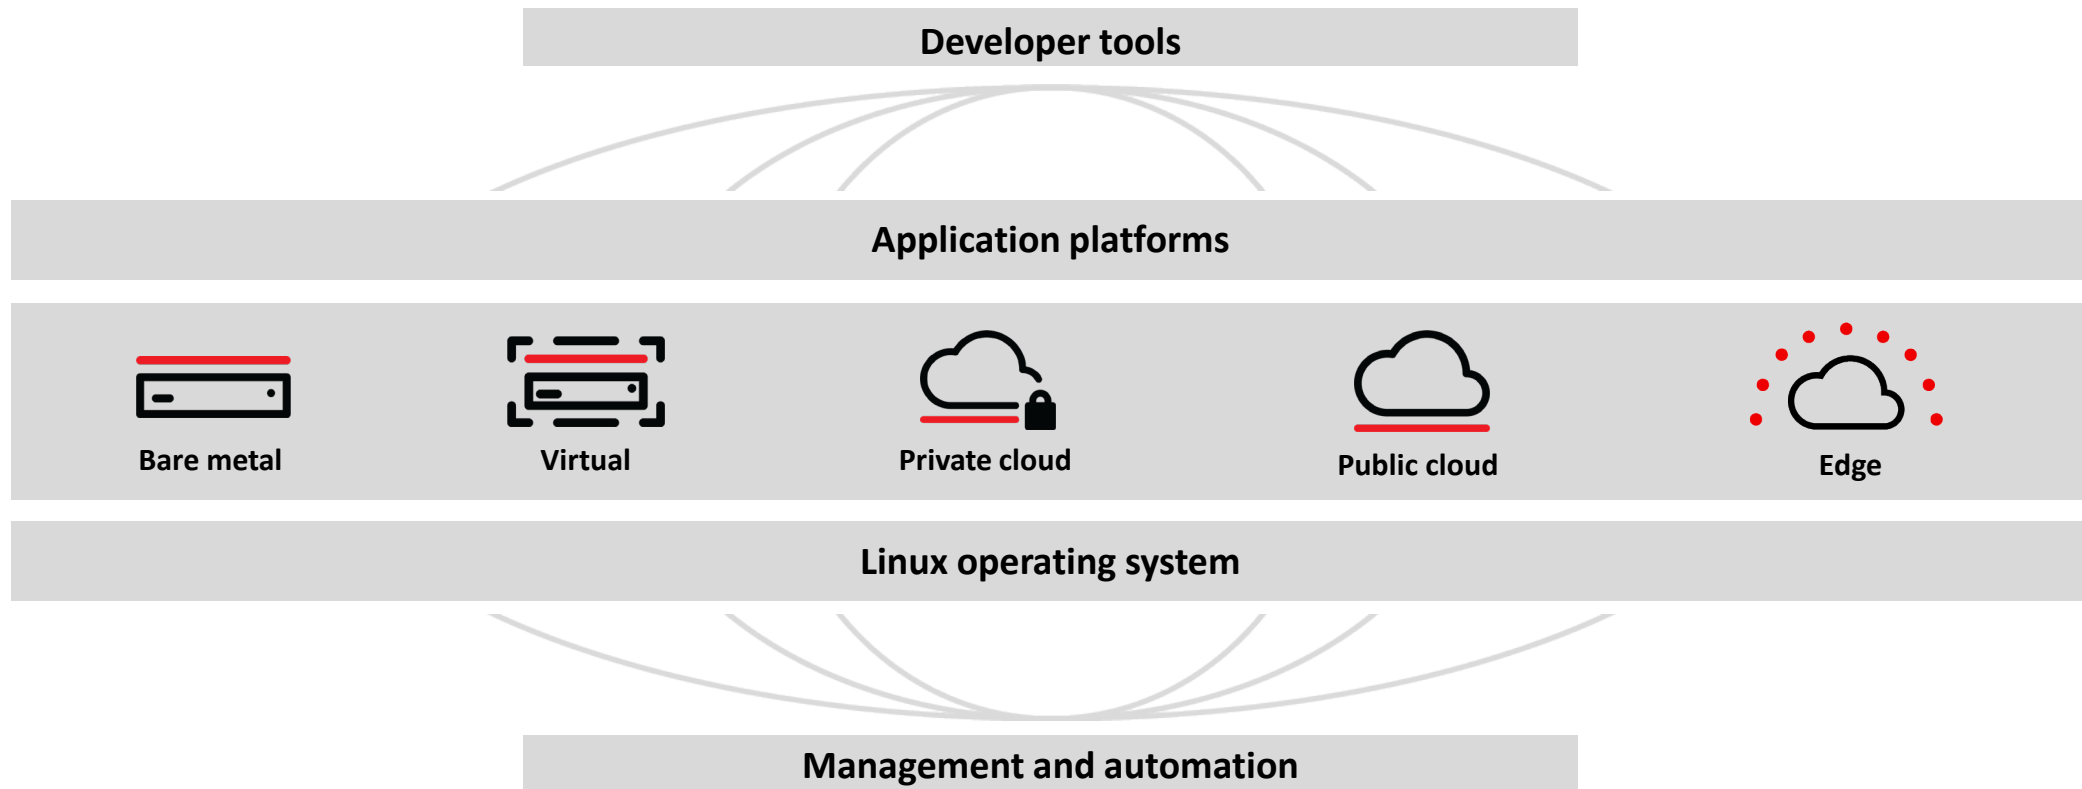 Developer tools
Application platforms
Bare metal
Virtual
Private cloud
Public cloud
Edge
Linux operating system
Management and automation